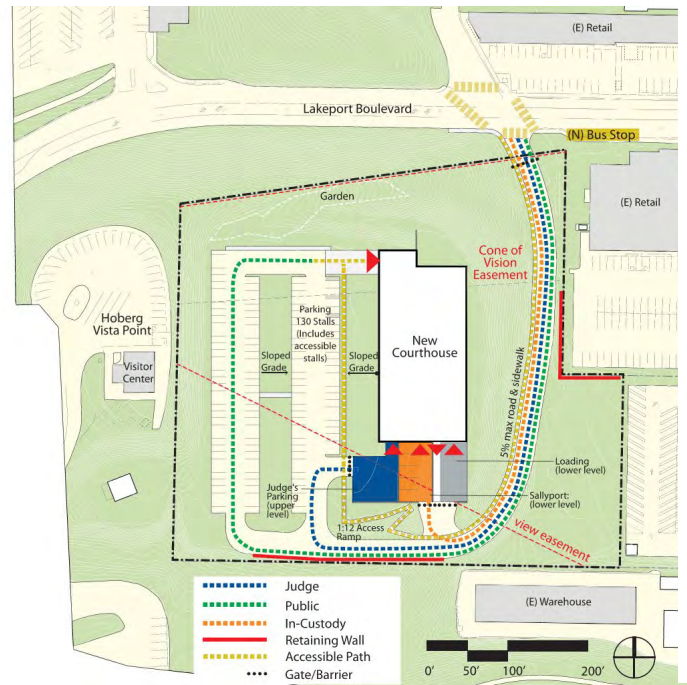 (E) Retail
Lakeport Boulevard
(N) Bus Stop
(E) Retail
Garden
Cone of
Vision
Easement
Hoberg
Vista Point
Parking
130 Stalls
(Includes
accessible
stalls)
New
Courthouse
Sloped
Grade
Sloped
Grade
Visitor
Center
5% max road & sidewalk
Loading
(lower level)
Judge's
Parking
(upper
level)
Sallyport:
(lower level)
1:12 Access
Ramp
view easement
Judge
Public
In-Custody
Retaining Wall
Accessible Path
Gate/Barrier
(E) Warehouse
0' 50' 100' 200'